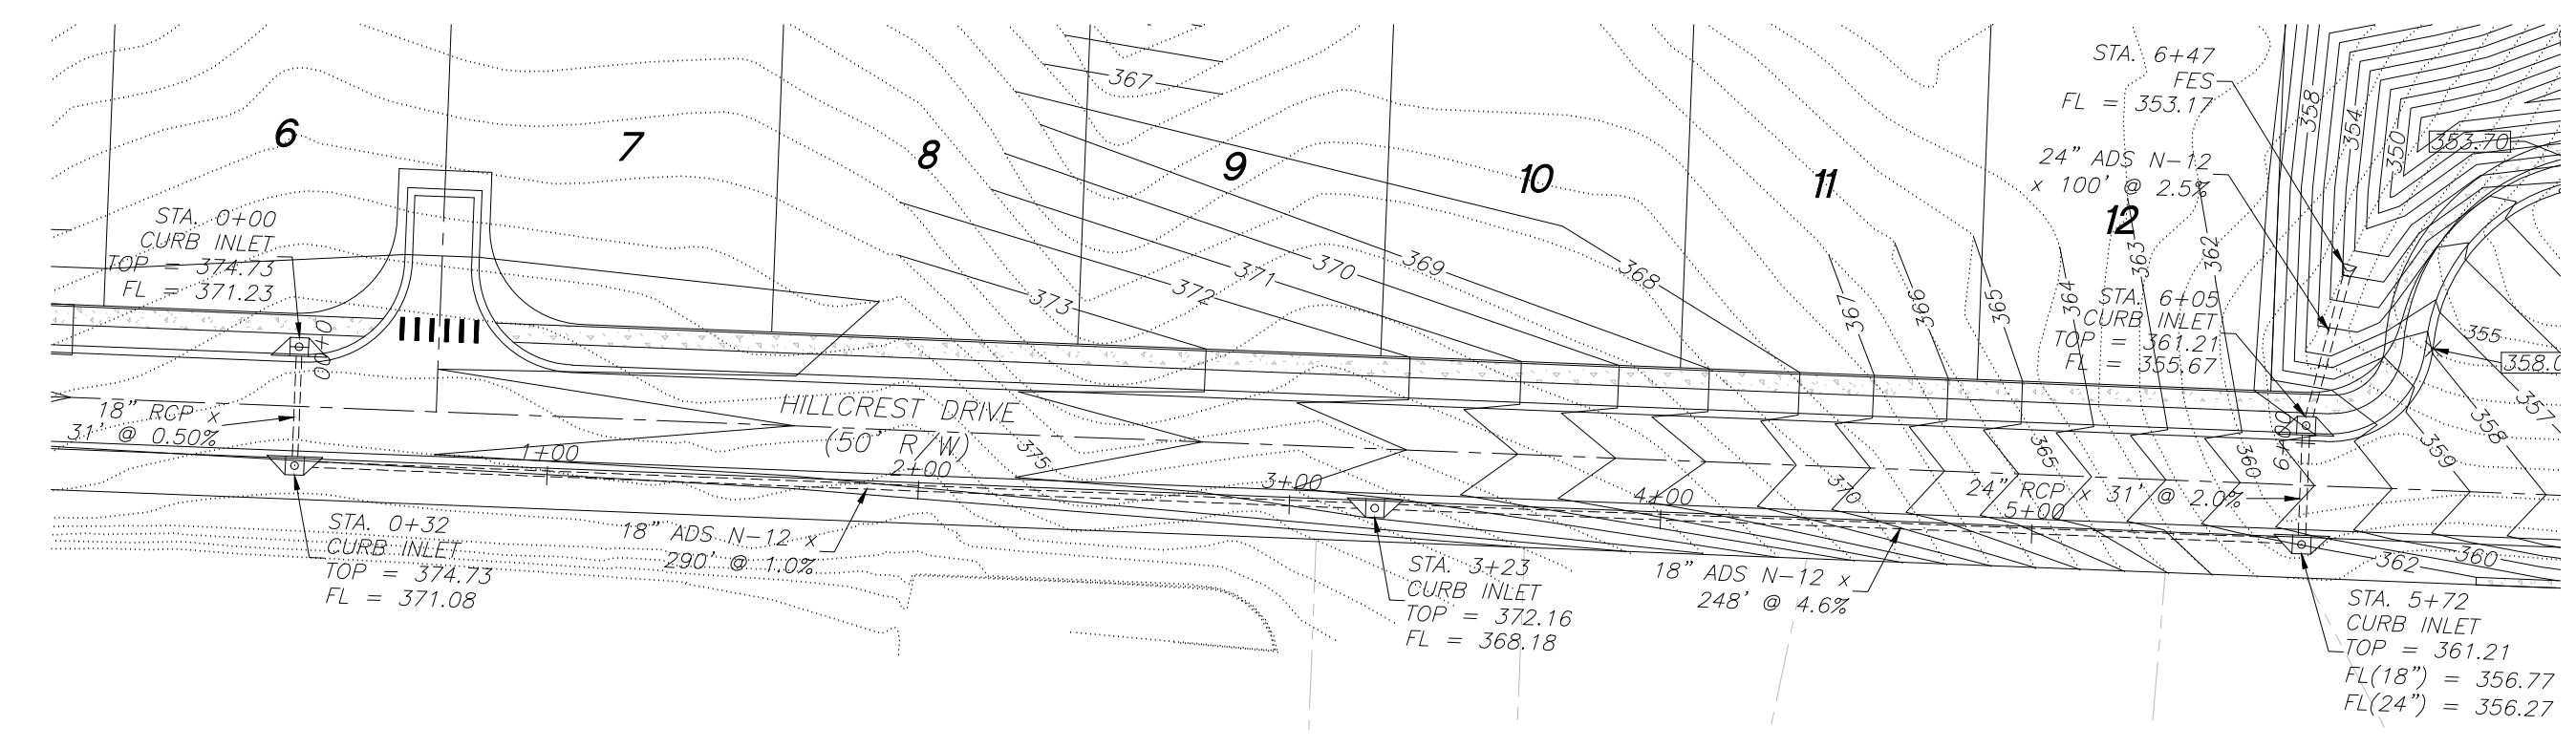 STA. 6+47
FES
FL = 353.17
367
358
354
350
353.70
6
7
8
9
10
11
12
24" ADS N-12
x 100' @ 2.5%
STA. 0+00
CURB INLET
TOP = 374.73
FL = 371.23
0+00
373
372
371
370
369
368
367
366
365
364
363
362
STA. 6+05
CURB INLET
TOP = 361.21
FL = 355.67
355
357
358
359
18" RCP x
31' @ 0.50%
HILLCREST DRIVE
(50' R/W)
375
370
365
360
1+00
2+00
3+00
4+00
5+00
6+00
24" RCP x 31' @ 2.0%
STA. 0+32
CURB INLET
TOP = 374.73
FL = 371.08
18" ADS N-12 x
290' @ 1.0%
STA. 3+23
CURB INLET
TOP = 372.16
FL = 368.18
18" ADS N-12 x
248' @ 4.6%
362
360
STA. 5+72
CURB INLET
TOP = 361.21
FL(18") = 356.77
FL(24") = 356.27